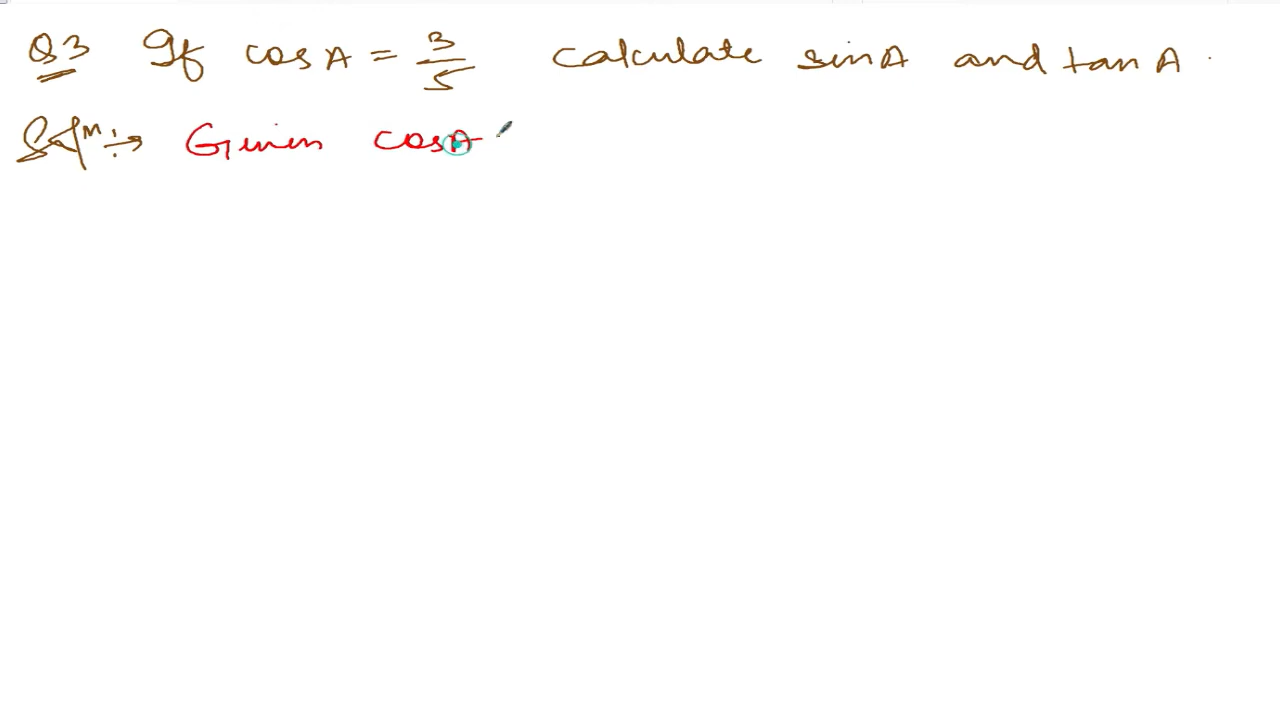 Q3 If cos A = 3/5 calculate sin A and tan A.
Solⁿ :→ Given cos A